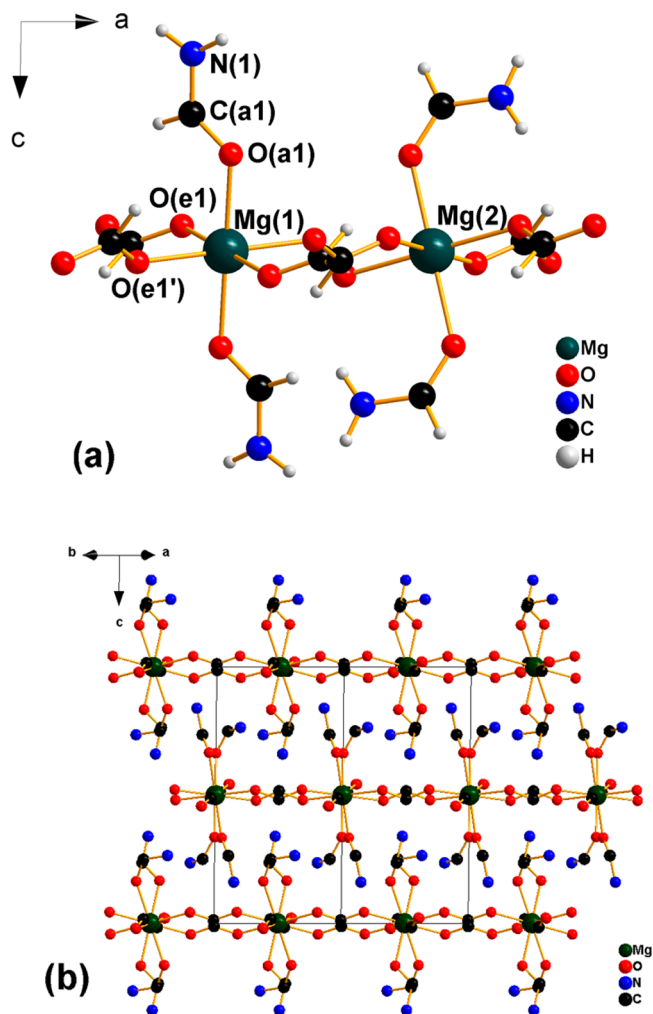 a
c
N(1)
C(a1)
O(a1)
O(e1)
Mg(1)
Mg(2)
O(e1')
Mg
O
N
C
H
(a)
b
a
c
(b)
Mg
O
N
C